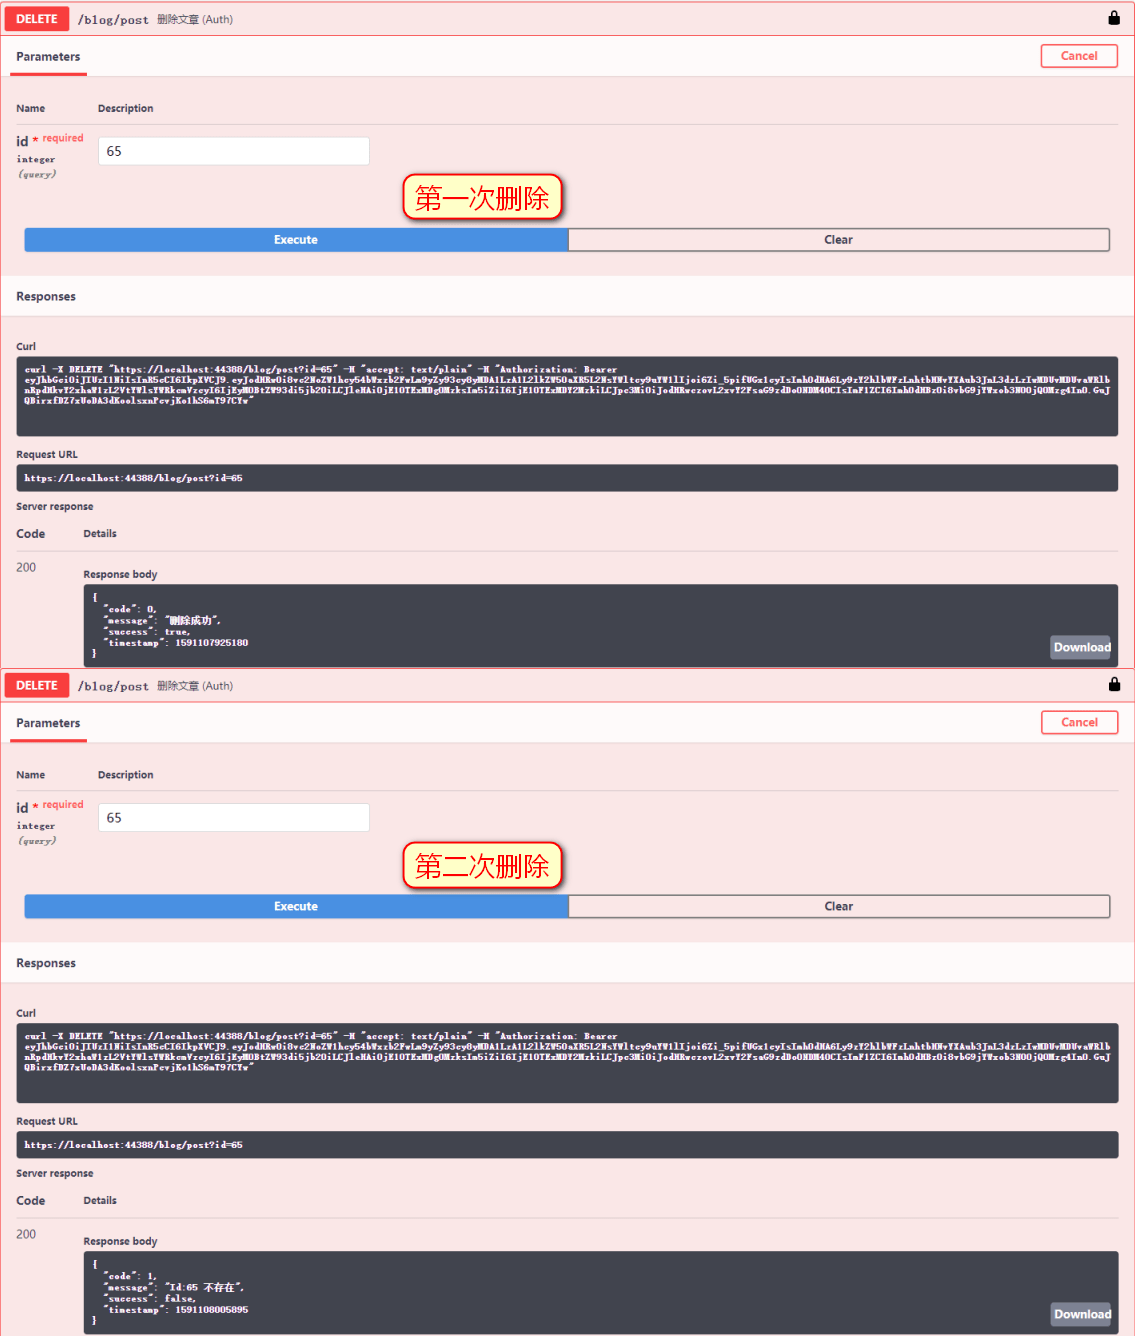 DELETE /blog/post 删除文章 (Auth)
Parameters
Cancel
Name Description
id * required
integer
(query)
65
第一次删除
Execute Clear
Responses
Curl
curl -X DELETE "https://localhost:44388/blog/post?id=65" -H "accept: text/plain" -H "Authorization: Bearer
Request URL
https://localhost:44388/blog/post?id=65
Server response
Code Details
200
Response body
{
"code": 0,
"message": "删除成功",
"success": true,
"timestamp": 1591107925180
}
Download
DELETE /blog/post 删除文章 (Auth)
Parameters
Cancel
Name Description
id * required
integer
(query)
65
第二次删除
Execute Clear
Responses
Curl
curl -X DELETE "https://localhost:44388/blog/post?id=65" -H "accept: text/plain" -H "Authorization: Bearer
Request URL
https://localhost:44388/blog/post?id=65
Server response
Code Details
200
Response body
{
"code": 1,
"message": "Id:65 不存在",
"success": false,
"timestamp": 1591108005895
}
Download